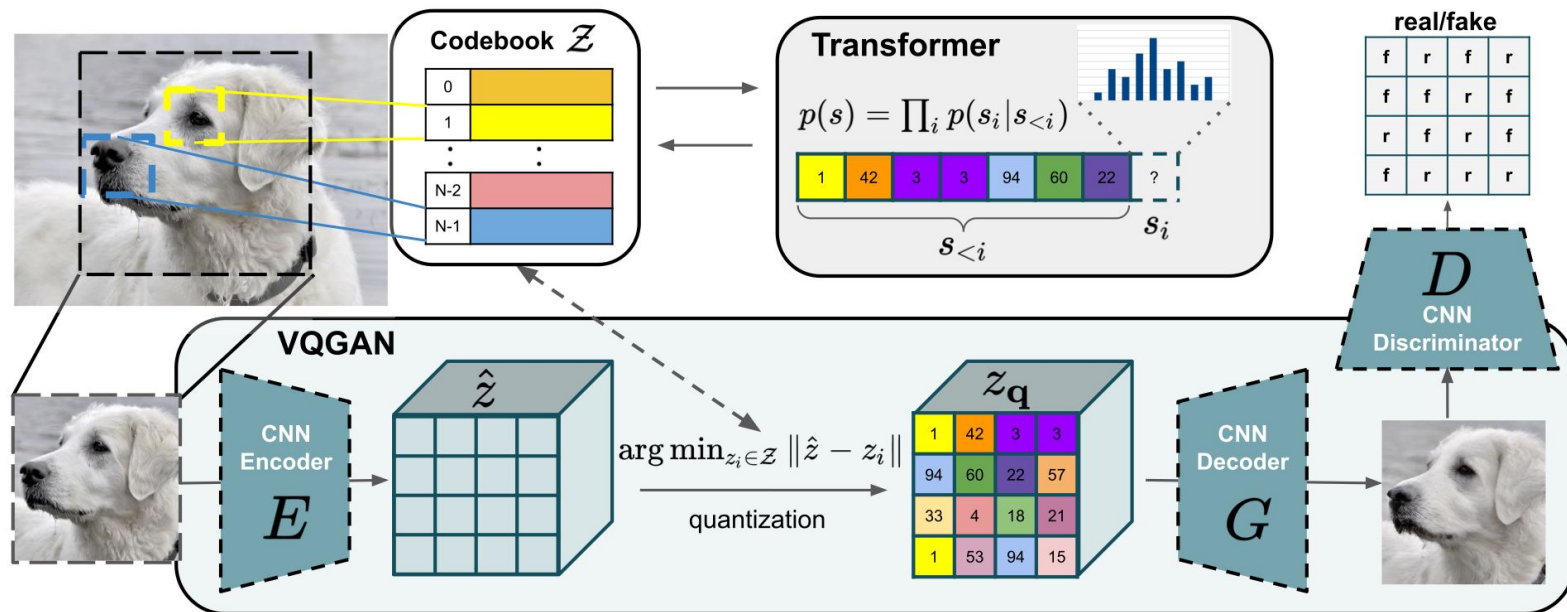 Codebook 𝒵
0
1
⋮ ⋮
N-2
N-1
Transformer
p(s) = ∏ᵢ p(sᵢ|s<ᵢ)
1 42 3 3 94 60 22 ?
s<ᵢ sᵢ
real/fake
f r f r
f f r f
r f r f
f r r r
D
CNN
Discriminator
VQGAN
CNN
Encoder
E
ẑ
arg min_{zᵢ∈𝒵} ‖ẑ − zᵢ‖
quantization
z_q
1 42 3 3
94 60 22 57
33 4 18 21
1 53 94 15
CNN
Decoder
G